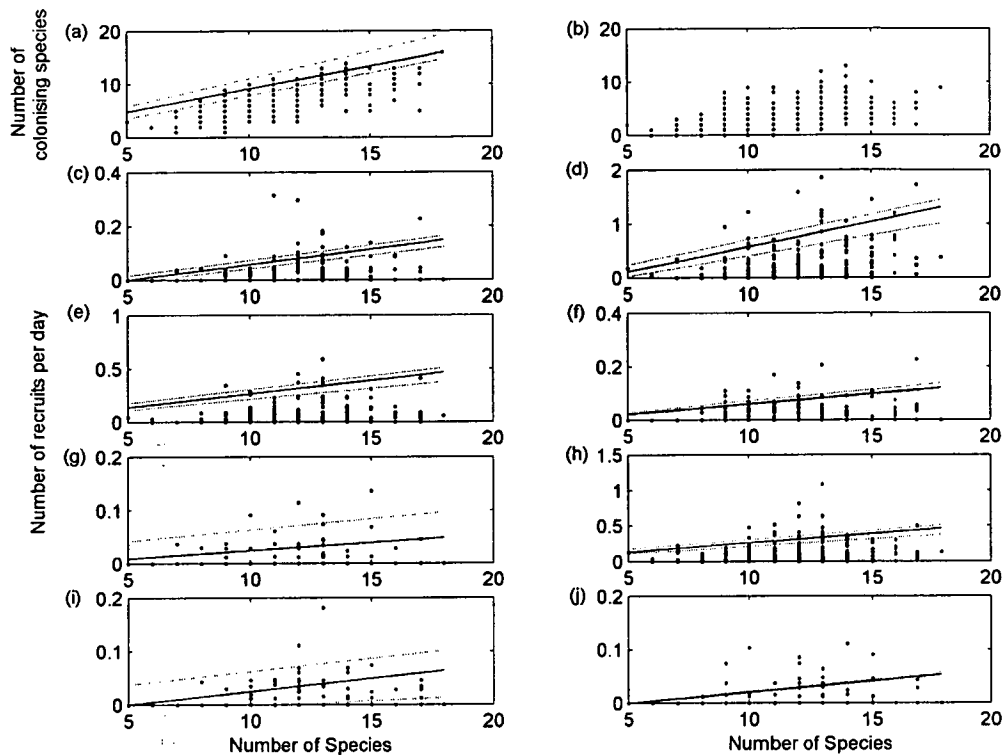 (a)
(b)
Number of
colonising species
20
10
0
5 10 15 20
20
10
0
5 10 15 20
(c)
(d)
0.4
0.2
0
5 10 15 20
2
1
0
5 10 15 20
Number of recruits per day
(e)
(f)
1
0.5
0
5 10 15 20
0.4
0.2
0
5 10 15 20
(g)
(h)
0.2
0.1
0
5 10 15 20
1.5
1
0.5
0
5 10 15 20
(i)
(j)
0.2
0.1
0
5 10 15 20
0.2
0.1
0
5 10 15 20
Number of Species
Number of Species